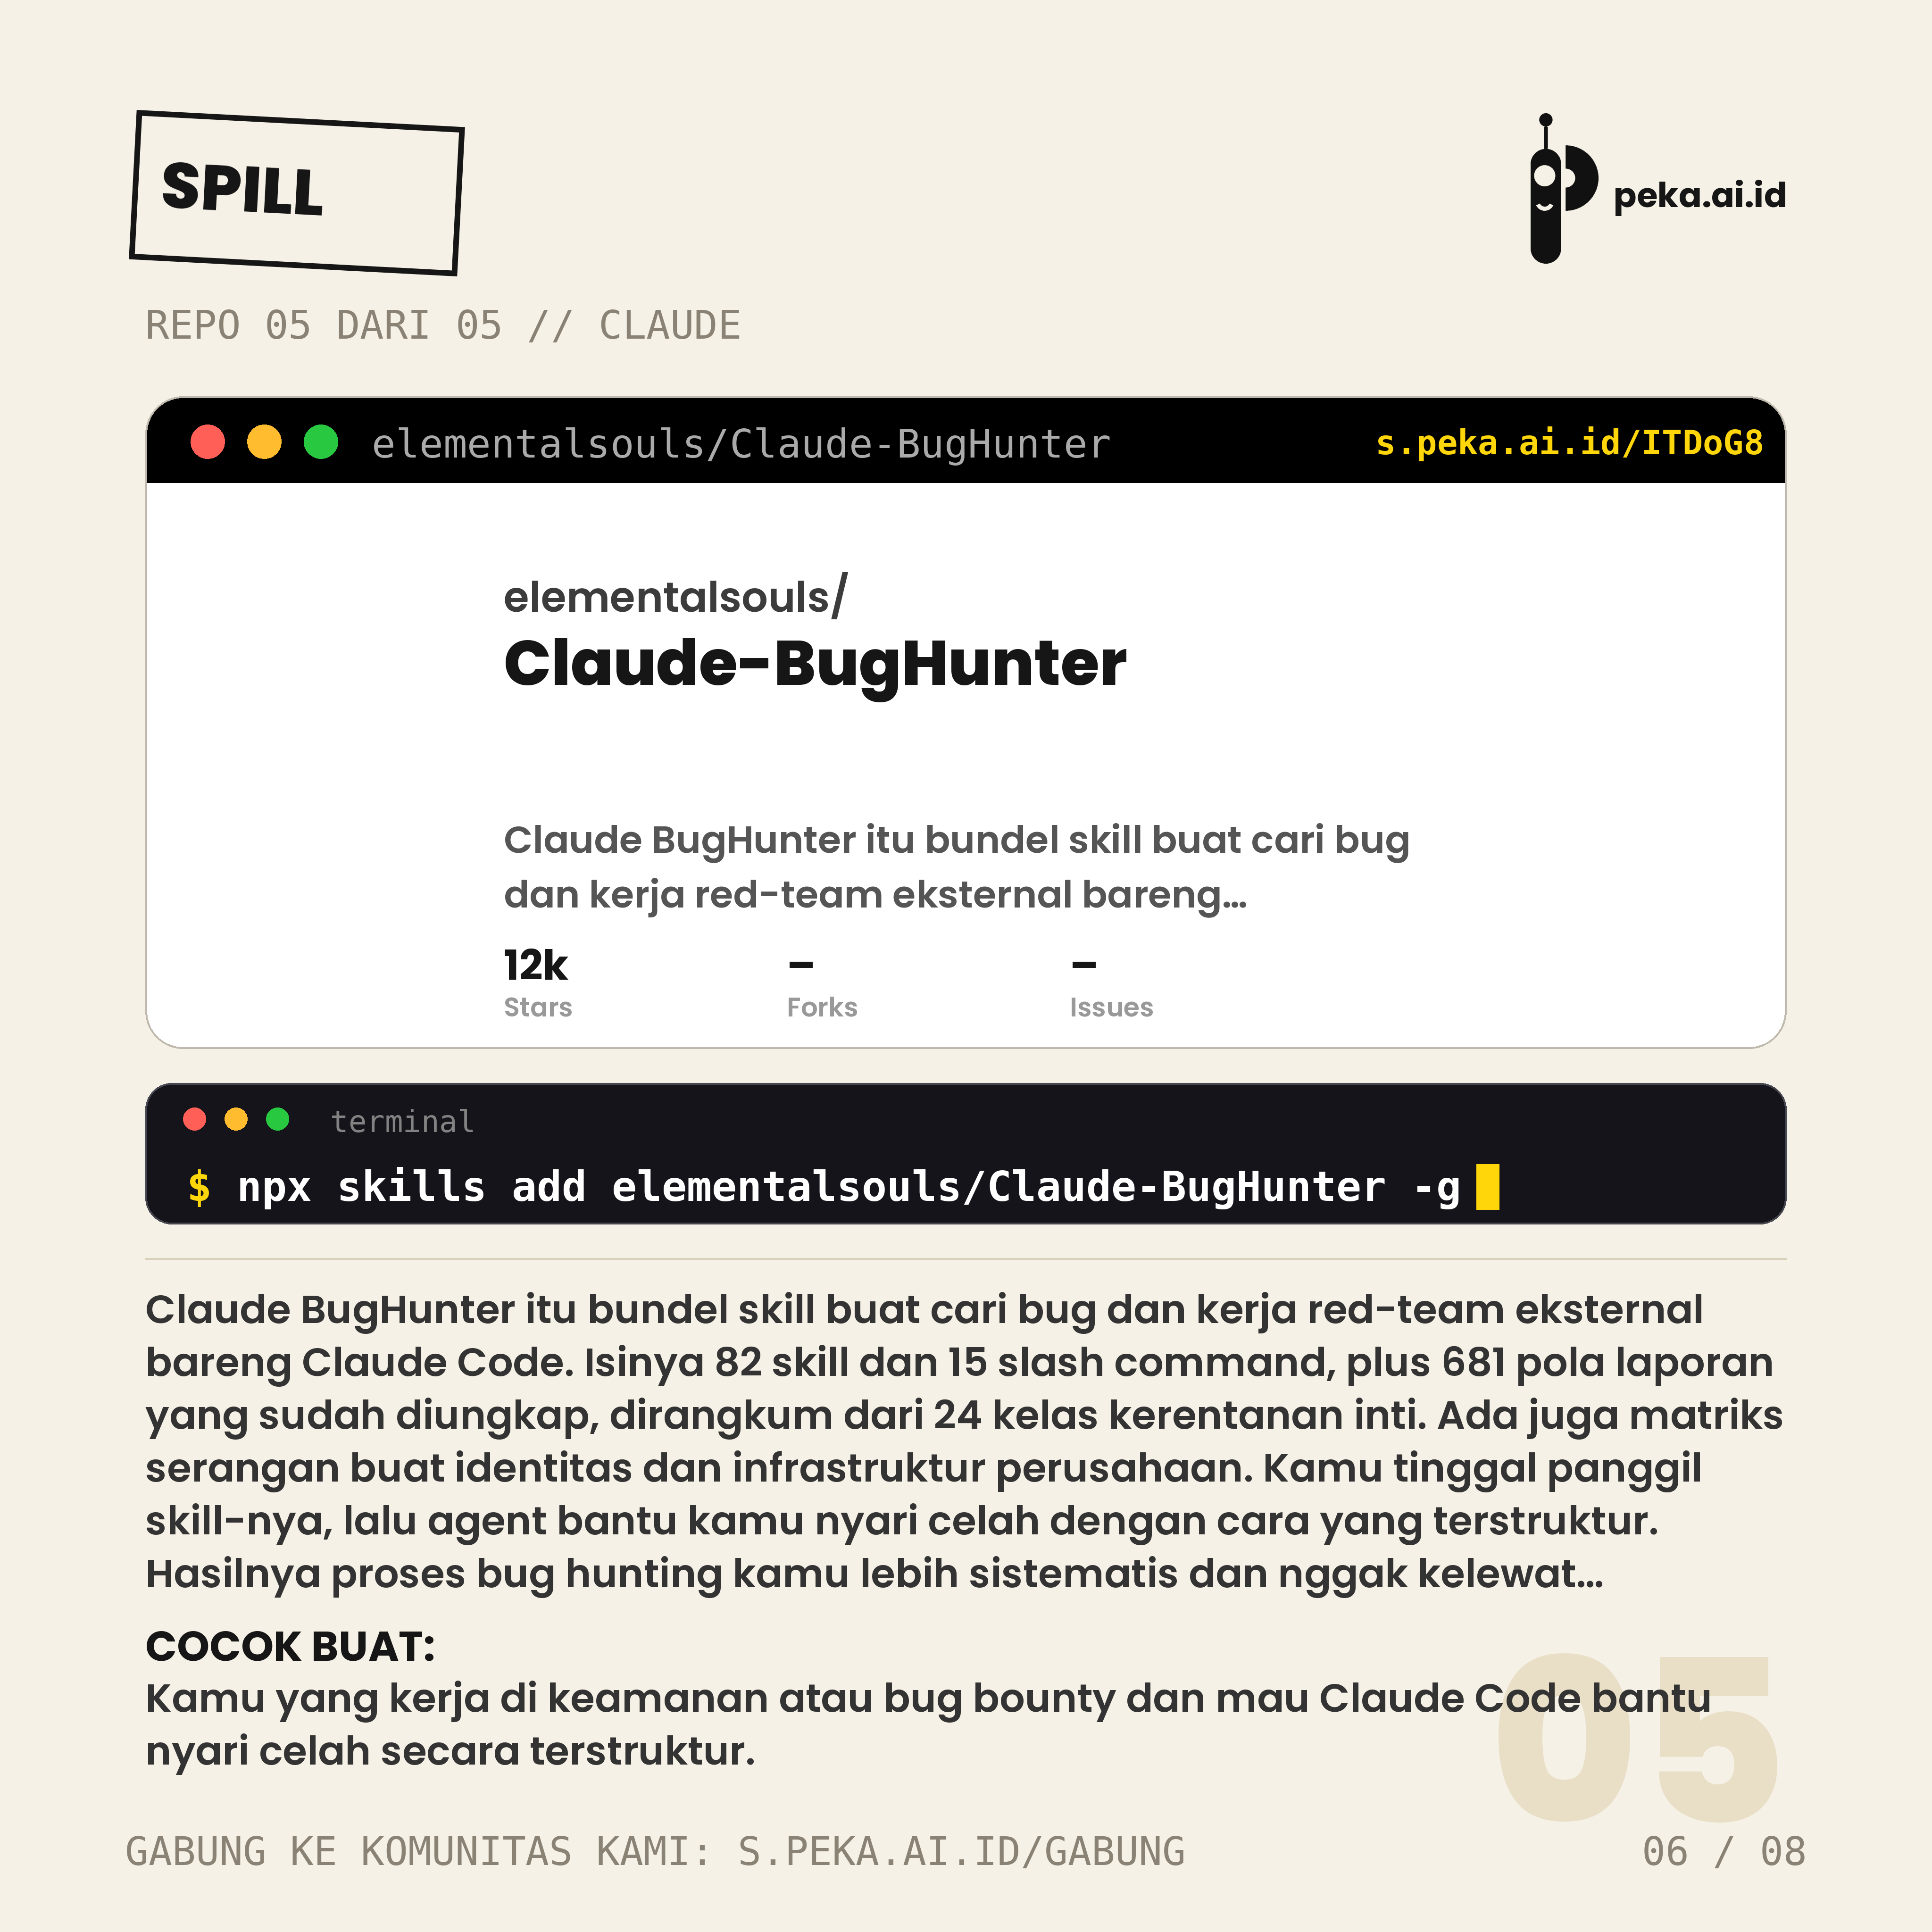 SPILL
peka.ai.id
REPO 05 DARI 05 // CLAUDE
elementalsouls/Claude-BugHunter
s.peka.ai.id/ITDoG8
elementalsouls/
Claude-BugHunter
Claude BugHunter itu bundel skill buat cari bug
dan kerja red-team eksternal bareng...
12k – –
Stars Forks Issues
terminal
$ npx skills add elementalsouls/Claude-BugHunter -g
Claude BugHunter itu bundel skill buat cari bug dan kerja red-team eksternal
bareng Claude Code. Isinya 82 skill dan 15 slash command, plus 681 pola laporan
yang sudah diungkap, dirangkum dari 24 kelas kerentanan inti. Ada juga matriks
serangan buat identitas dan infrastruktur perusahaan. Kamu tinggal panggil
skill-nya, lalu agent bantu kamu nyari celah dengan cara yang terstruktur.
Hasilnya proses bug hunting kamu lebih sistematis dan nggak kelewat...
COCOK BUAT:
Kamu yang kerja di keamanan atau bug bounty dan mau Claude Code bantu
nyari celah secara terstruktur.
05
GABUNG KE KOMUNITAS KAMI: S.PEKA.AI.ID/GABUNG
06 / 08